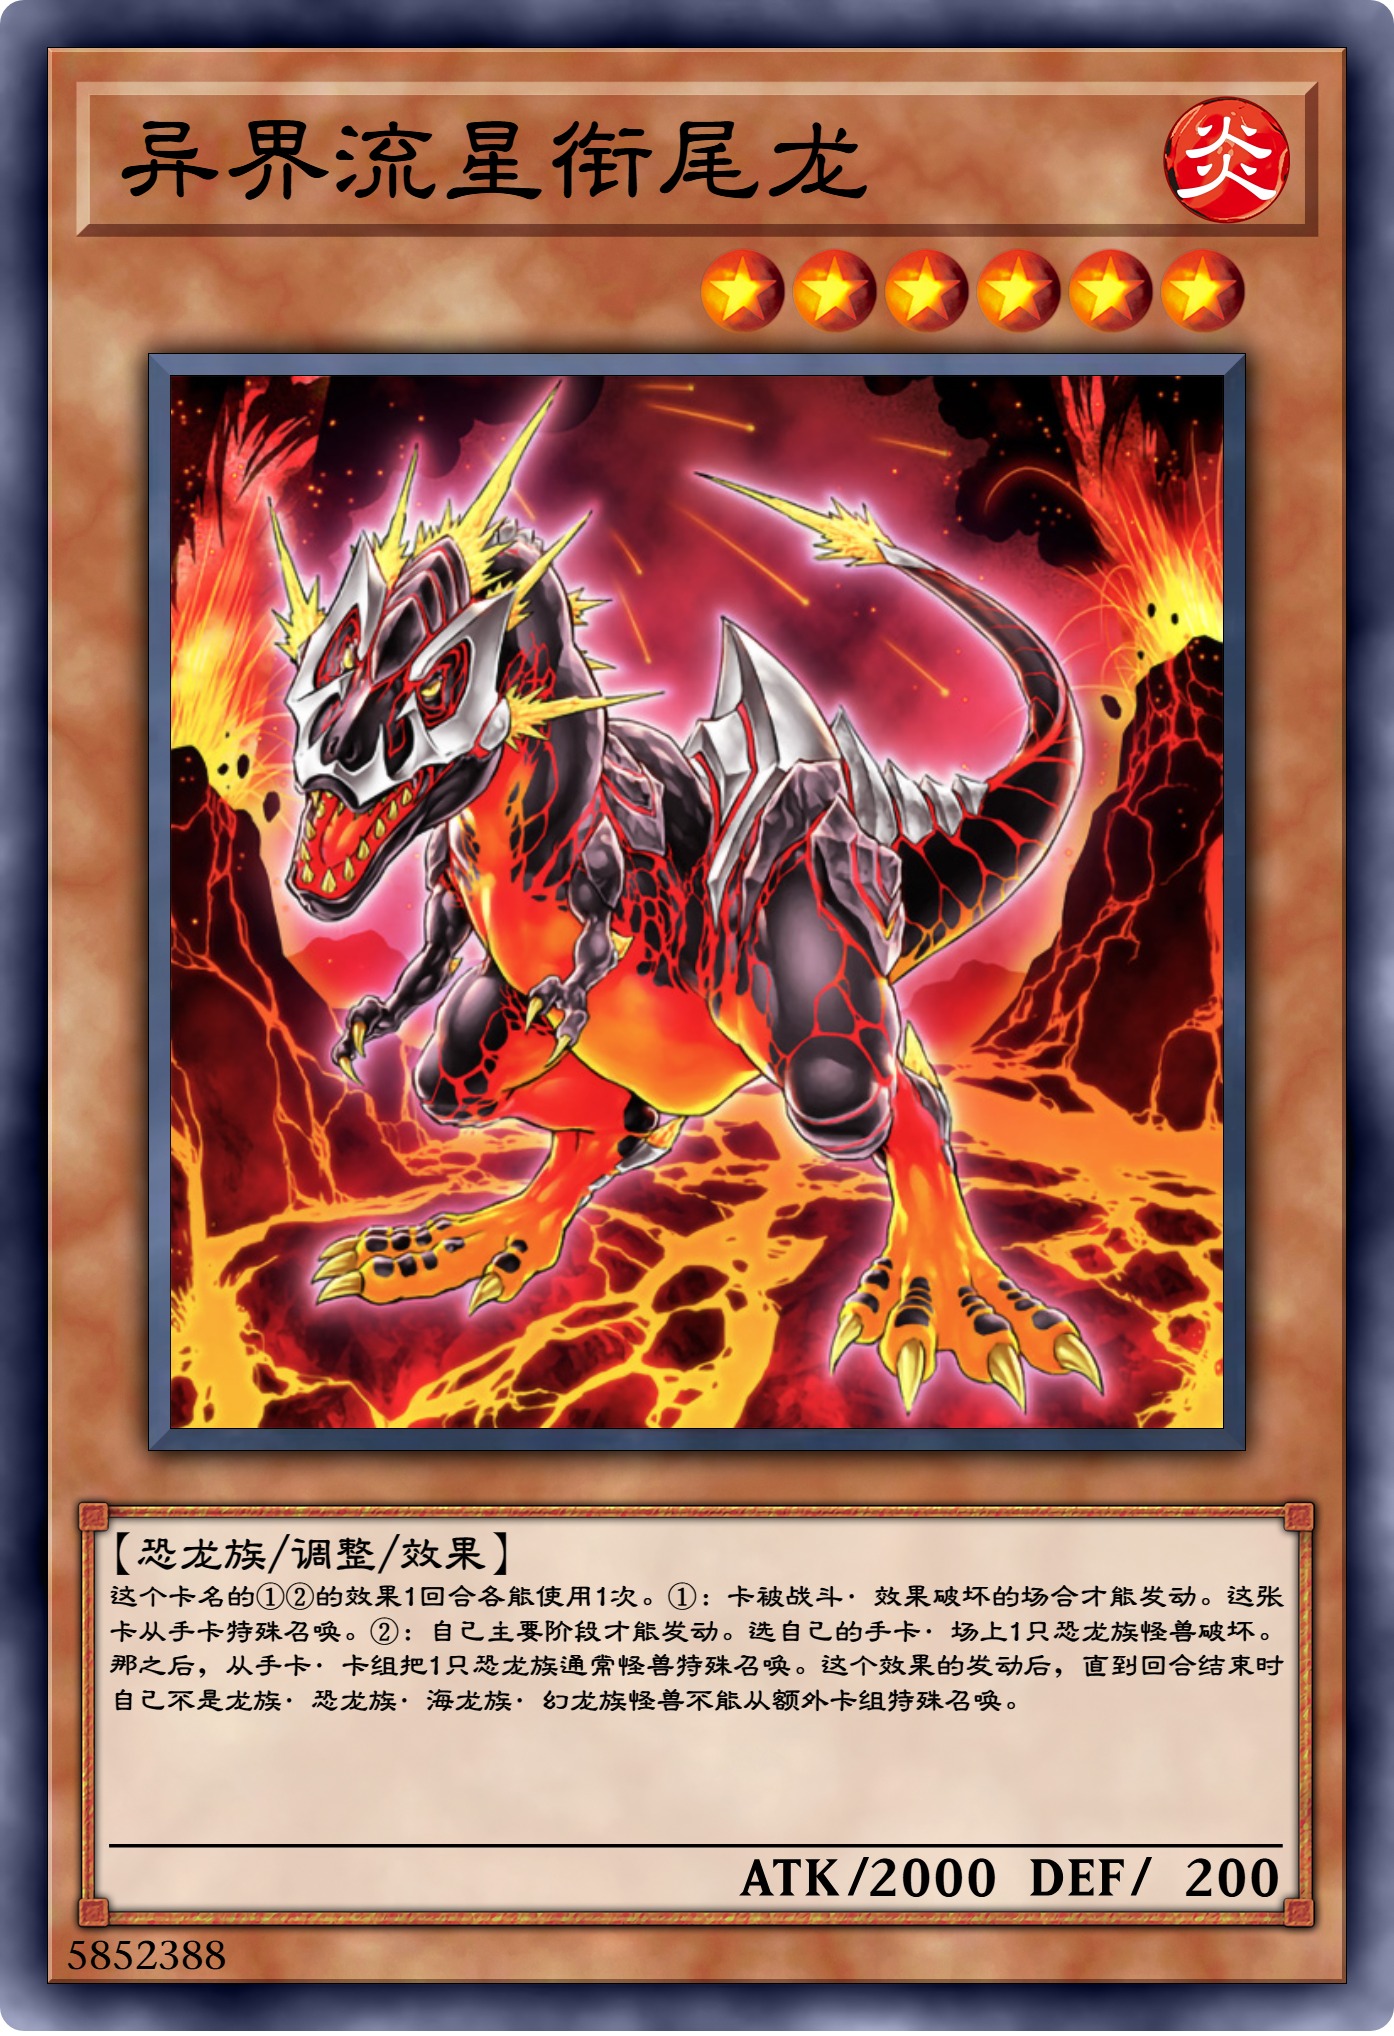 异界流星衔尾龙
炎
【恐龙族/调整/效果】
这个卡名的①②的效果1回合各能使用1次。①：卡被战斗·效果破坏的场合才能发动。这张
卡从手卡特殊召唤。②：自己主要阶段才能发动。选自己的手卡·场上1只恐龙族怪兽破坏。
那之后，从手卡·卡组把1只恐龙族通常怪兽特殊召唤。这个效果的发动后，直到回合结束时
自己不是龙族·恐龙族·海龙族·幻龙族怪兽不能从额外卡组特殊召唤。
ATK/2000 DEF/ 200
5852388